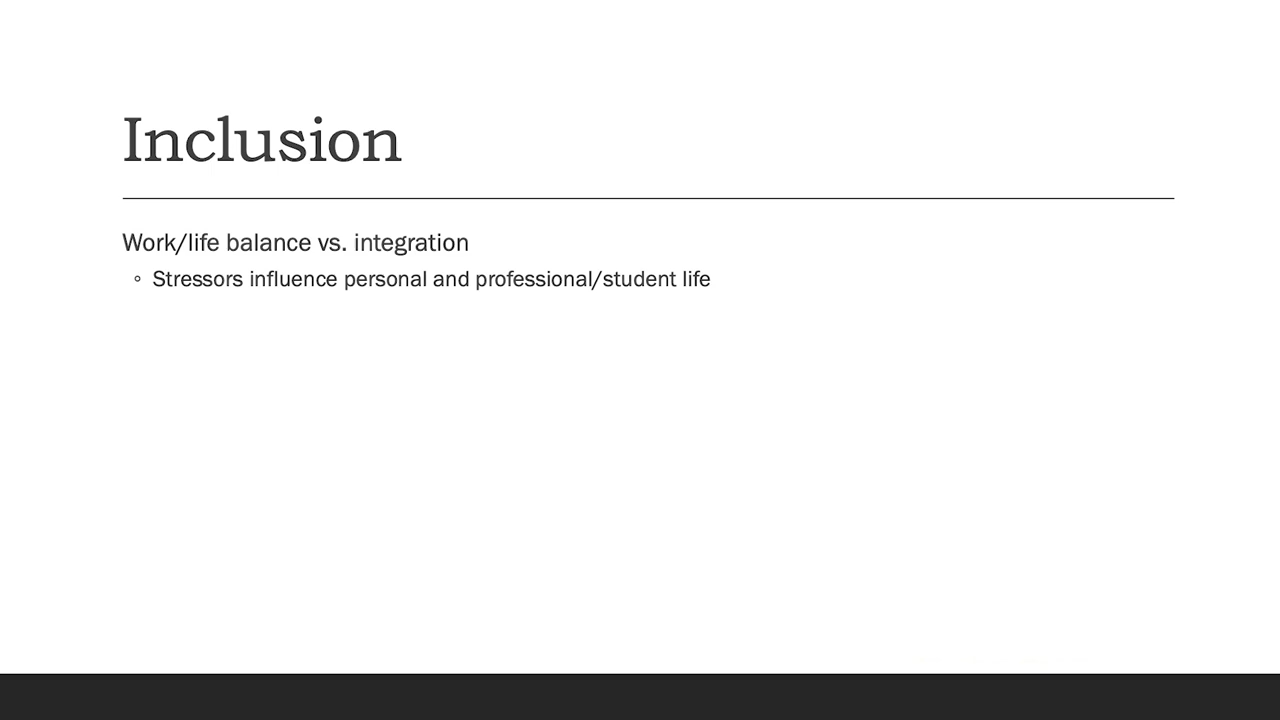 Inclusion
Work/life balance vs. integration
◦ Stressors influence personal and professional/student life